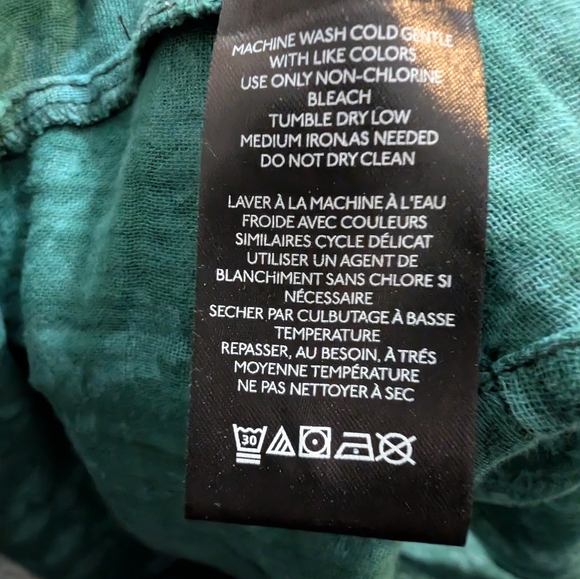 MACHINE WASH COLD GENTLE
WITH LIKE COLORS
USE ONLY NON-CHLORINE
BLEACH
TUMBLE DRY LOW
MEDIUM IRON.AS NEEDED
DO NOT DRY CLEAN
LAVER À LA MACHINE À L'EAU
FROIDE AVEC COULEURS
SIMILAIRES CYCLE DÉLICAT
UTILISER UN AGENT DE
BLANCHIMENT SANS CHLORE SI
NÉCESSAIRE
SECHER PAR CULBUTAGE À BASSE
TEMPERATURE
REPASSER, AU BESOIN, À TRÉS
MOYENNE TEMPÉRATURE
NE PAS NETTOYER À SEC
30